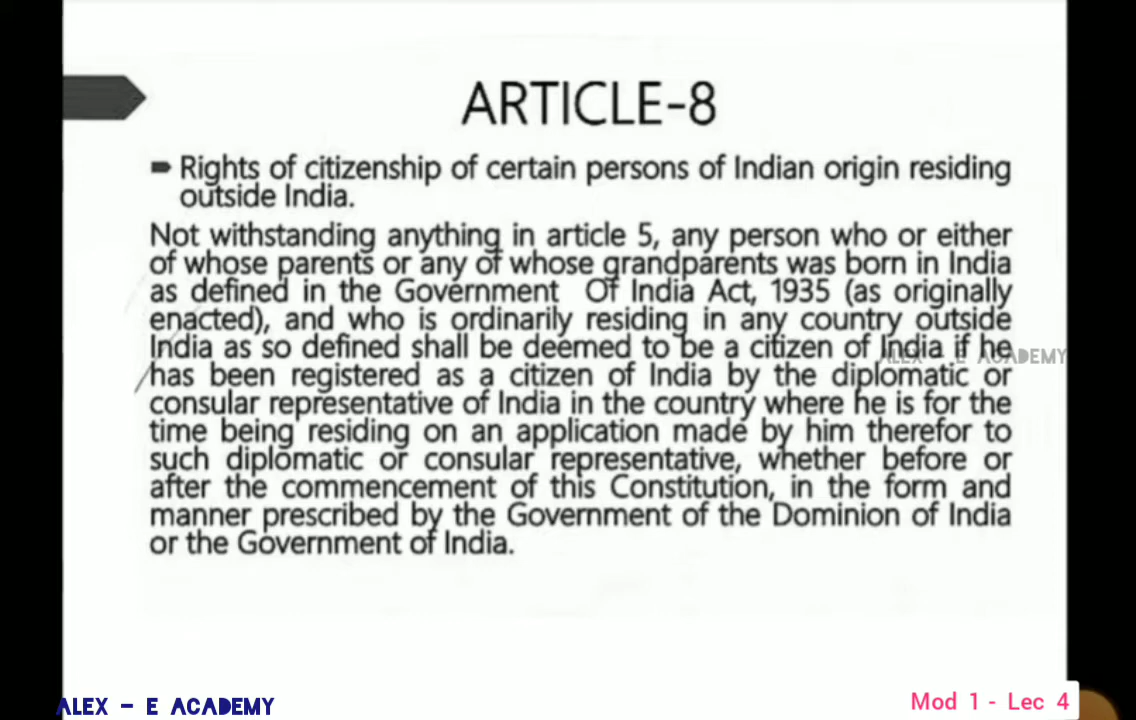 ARTICLE-8
Rights of citizenship of certain persons of Indian origin residing
outside India.
Not withstanding anything in article 5, any person who or either
of whose parents or any of whose grandparents was born in India
as defined in the Government Of India Act, 1935 (as originally
enacted), and who is ordinarily residing in any country outside
India as so defined shall be deemed to be a citizen of India if he
ALEX - E ACADEMY
has been registered as a citizen of India by the diplomatic or
consular representative of India in the country where he is for the
time being residing on an application made by him therefor to
such diplomatic or consular representative, whether before or
after the commencement of this Constitution, in the form and
manner prescribed by the Government of the Dominion of India
or the Government of India.
ALEX - E ACADEMY
Mod 1 - Lec 4